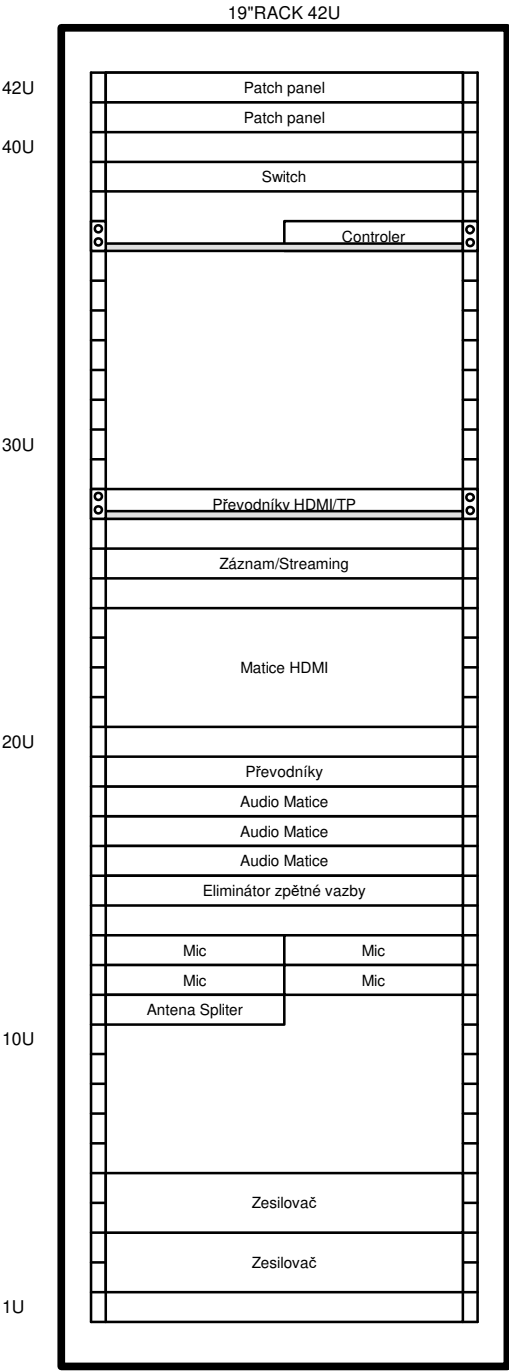 19"RACK 42U
42U
Patch panel
Patch panel
40U
Switch
Controler
30U
Převodníky HDMI/TP
Záznam/Streaming
Matice HDMI
20U
Převodníky
Audio Matice
Audio Matice
Audio Matice
Eliminátor zpětné vazby
Mic Mic
Mic Mic
Antena Spliter
10U
Zesilovač
Zesilovač
1U